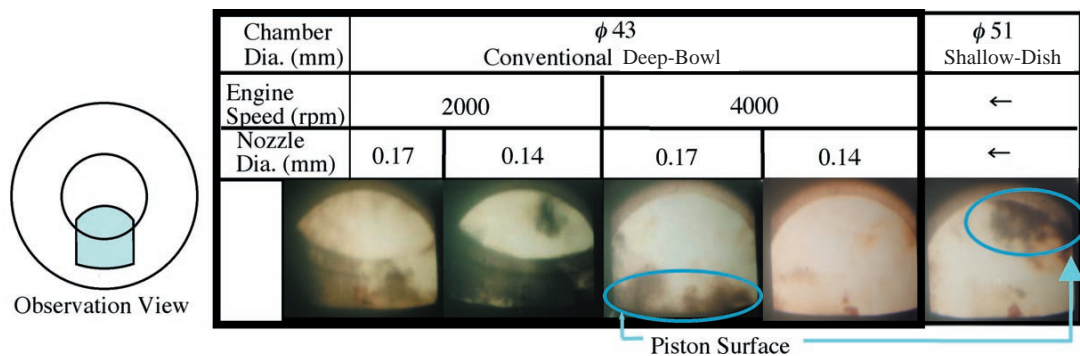 Chamber
Dia. (mm)
ϕ 43
Conventional Deep-Bowl
ϕ 51
Shallow-Dish
Engine
Speed (rpm)
2000
4000
←
Nozzle
Dia. (mm)
0.17
0.14
0.17
0.14
←
Observation View
Piston Surface